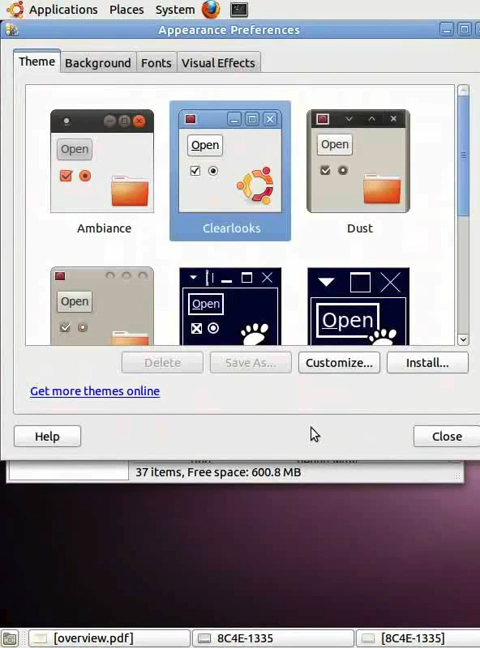 Applications Places System
Appearance Preferences
Theme Background Fonts Visual Effects
Open Open Open
Ambiance Clearlooks Dust
Open Open Open
Delete Save As... Customize... Install...
Get more themes online
Help Close
37 items, Free space: 600.8 MB
[overview.pdf] 8C4E-1335 [8C4E-1335]